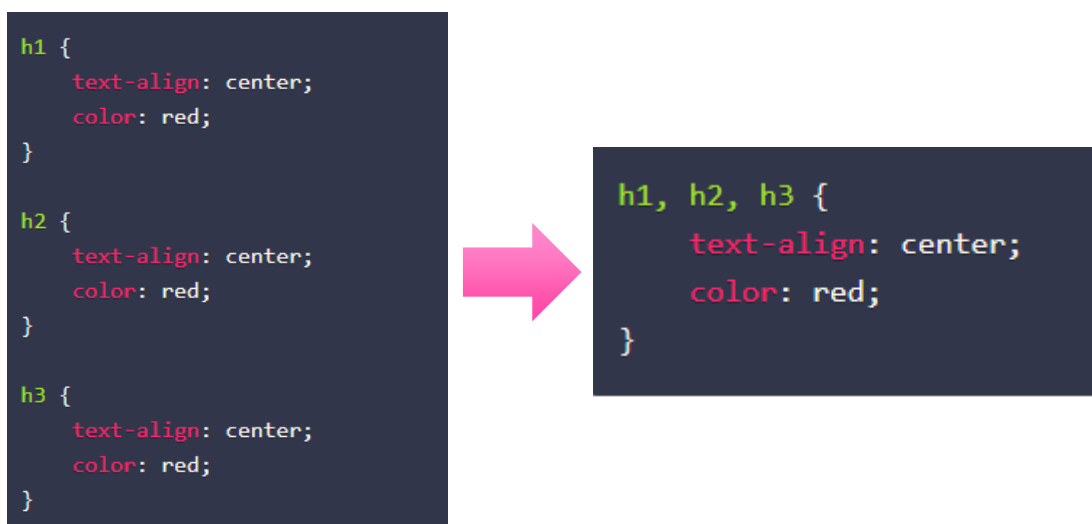 h1 {
    text-align: center;
    color: red;
}
h2 {
    text-align: center;
    color: red;
}
h3 {
    text-align: center;
    color: red;
}
h1, h2, h3 {
    text-align: center;
    color: red;
}